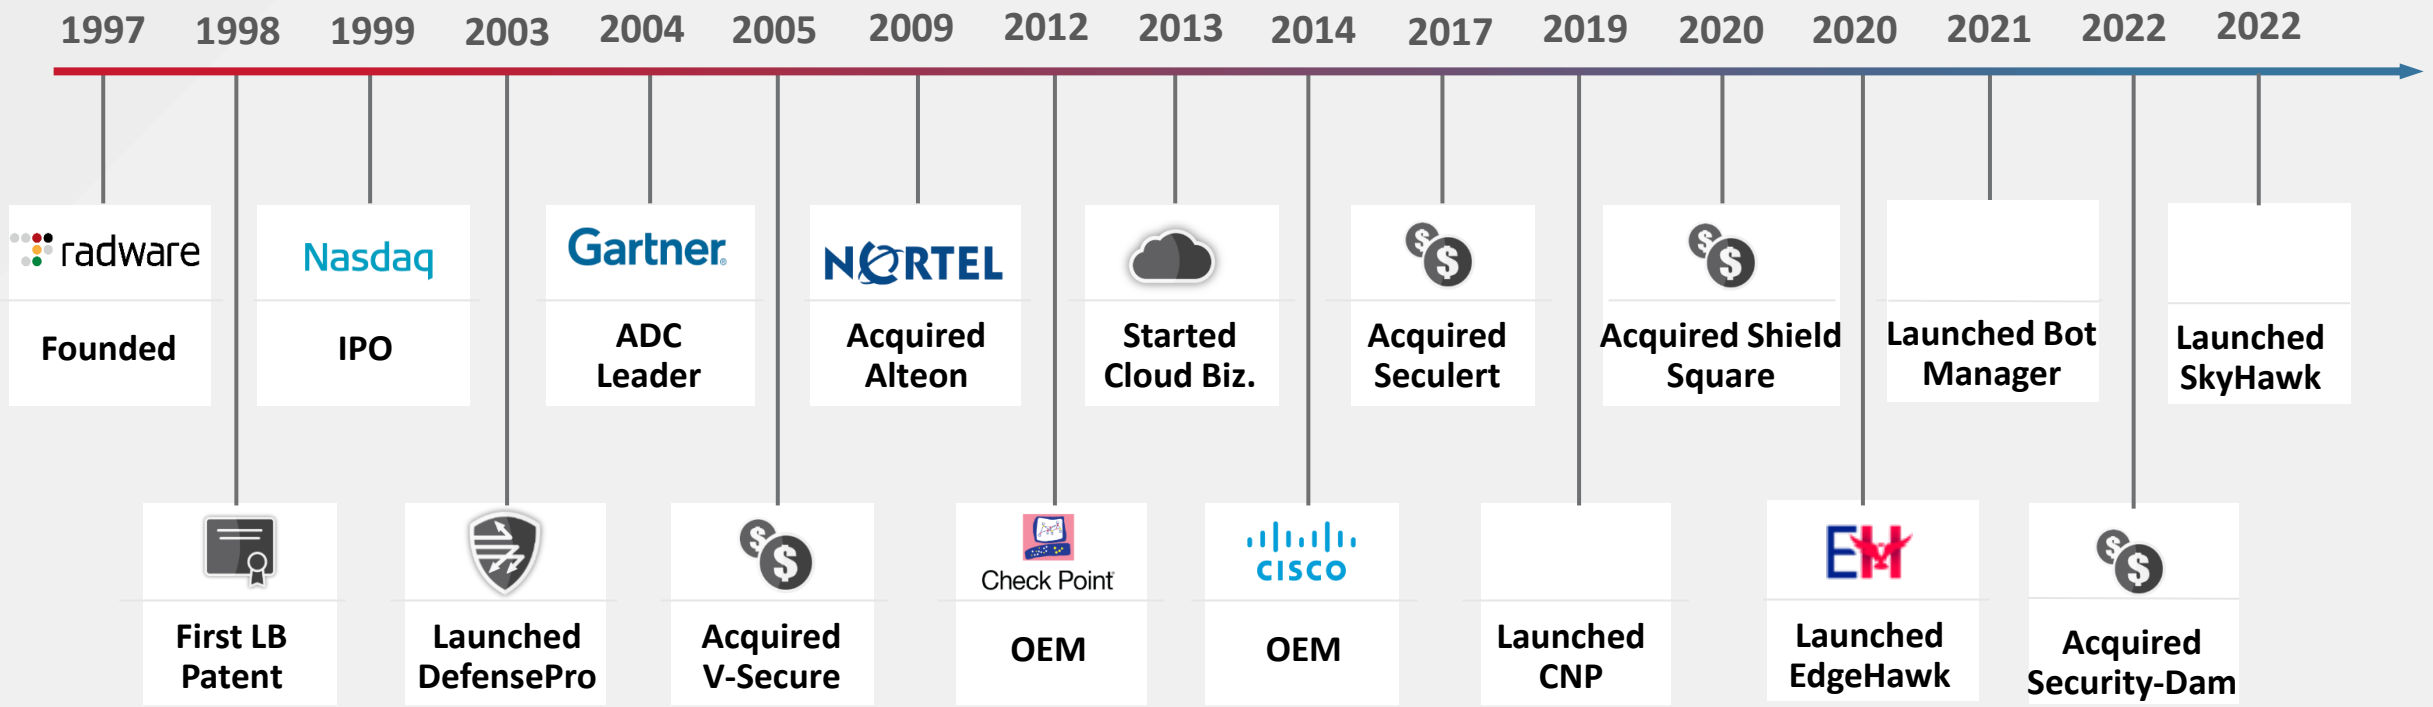 1997 1998 1999 2003 2004 2005 2009 2012 2013 2014 2017 2019 2020 2020 2021 2022 2022
radware
Founded
Nasdaq
IPO
Gartner
ADC
Leader
NORTEL
Acquired
Alteon
Started
Cloud Biz.
$ $
Acquired
Seculert
$ $
Acquired Shield
Square
Launched Bot
Manager
Launched
SkyHawk
First LB
Patent
Launched
DefensePro
$ $
Acquired
V-Secure
Check Point
OEM
CISCO
OEM
Launched
CNP
EH
Launched
EdgeHawk
$ $
Acquired
Security-Dam